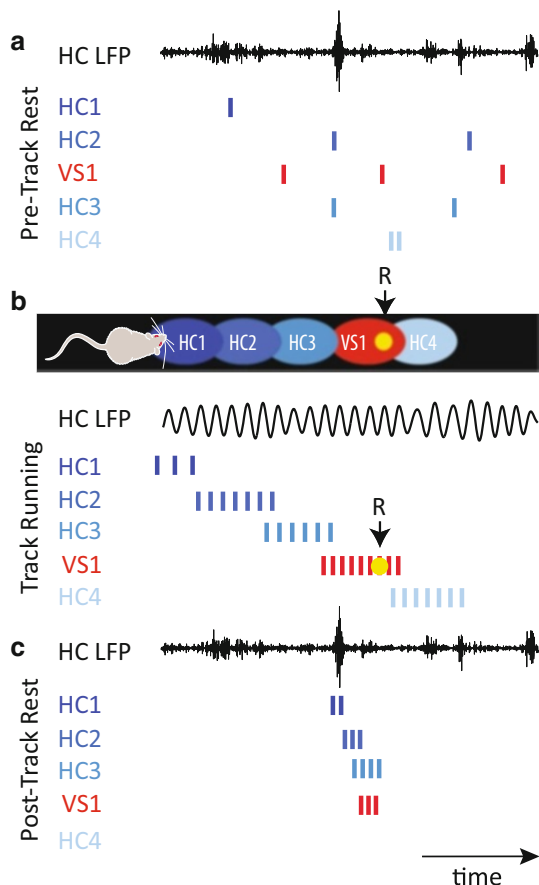 a
HC LFP
Pre-Track Rest
HC1
HC2
VS1
HC3
HC4
R
b
HC1 HC2 HC3 VS1 HC4
HC LFP
Track Running
HC1
HC2
HC3
R
VS1
HC4
c
HC LFP
Post-Track Rest
HC1
HC2
HC3
VS1
HC4
time